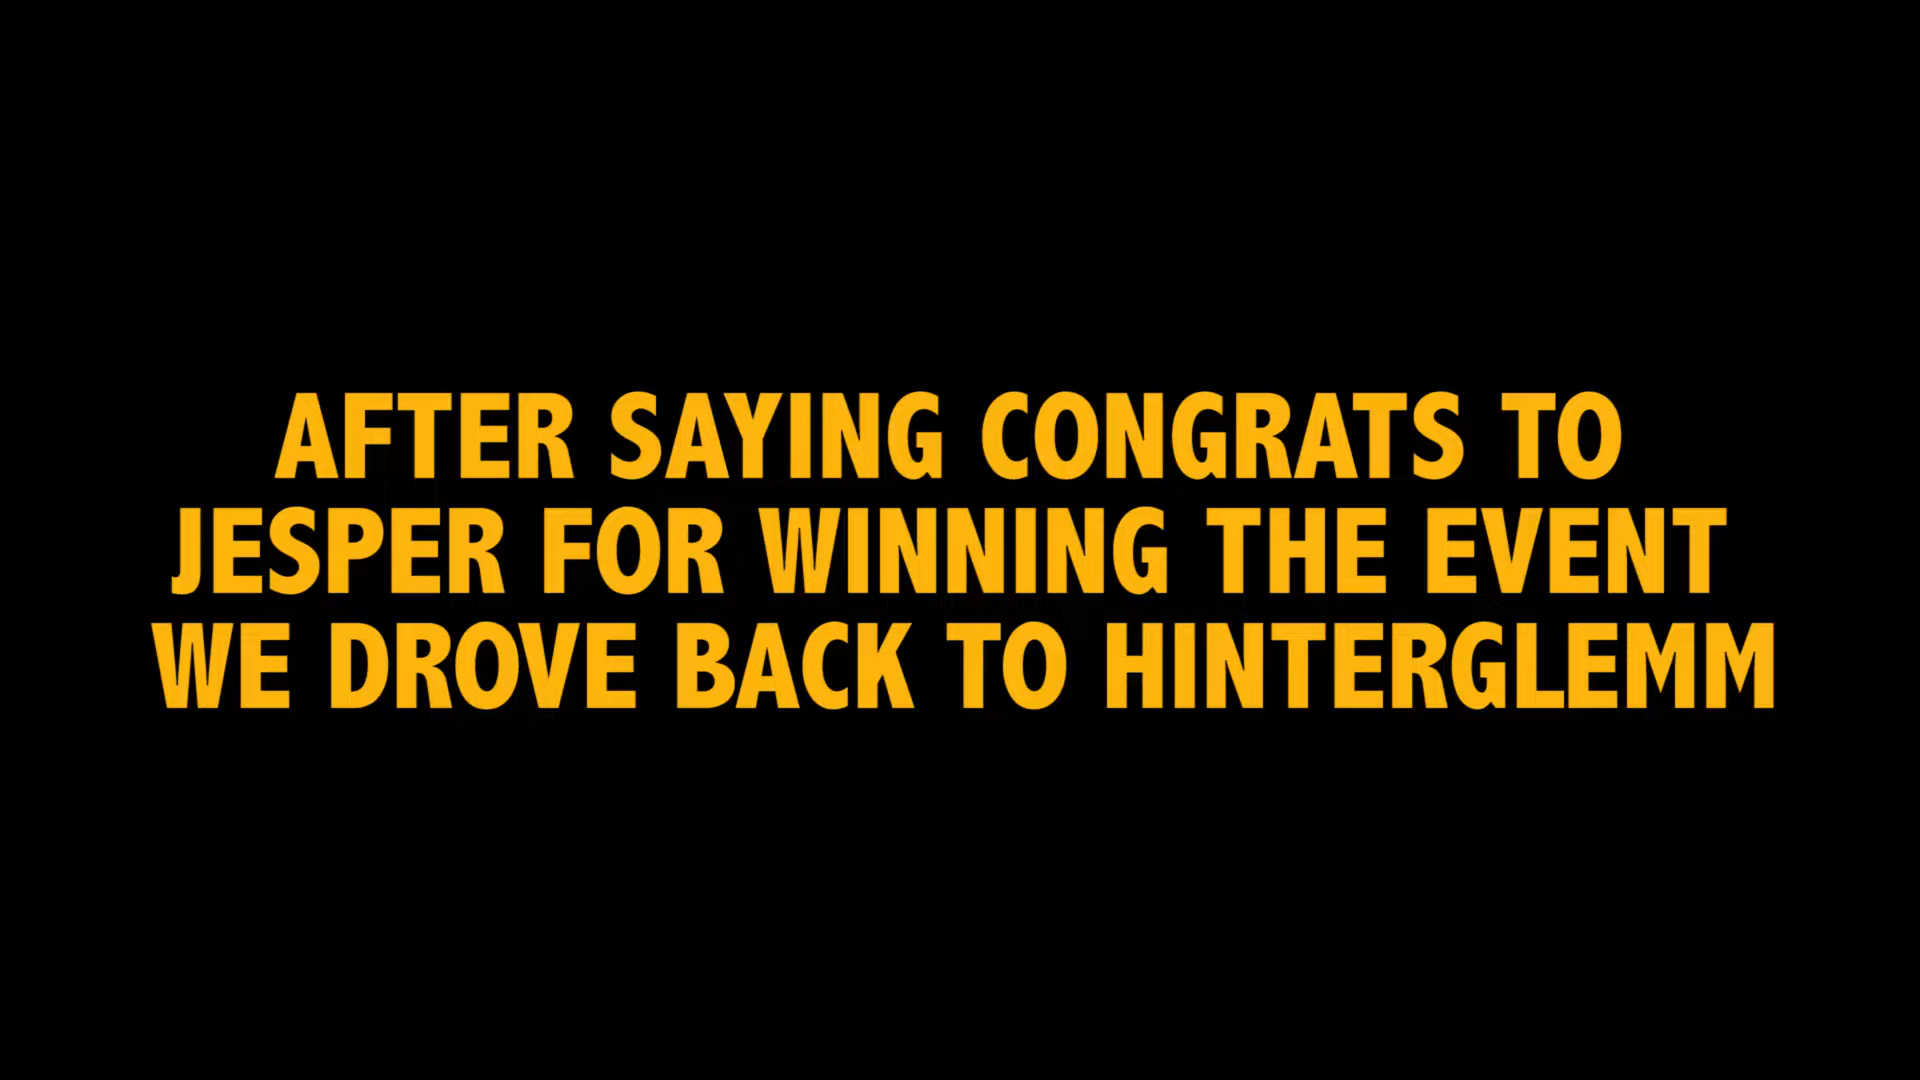 AFTER SAYING CONGRATS TO
JESPER FOR WINNING THE EVENT
WE DROVE BACK TO HINTERGLEMM